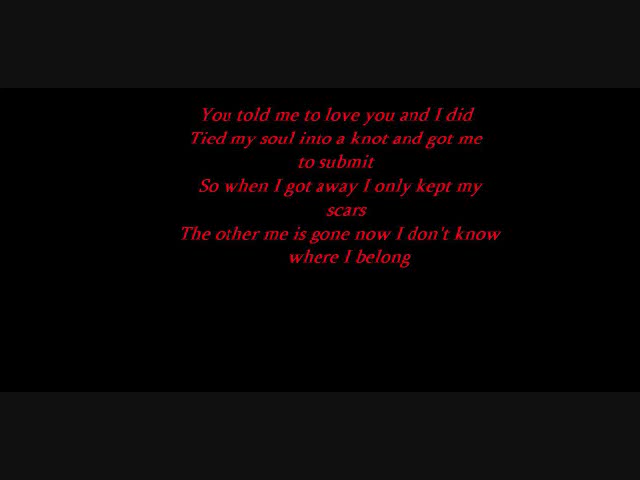 You told me to love you and I did
Tied my soul into a knot and got me
to submit
So when I got away I only kept my
scars
The other me is gone now I don't know
where I belong